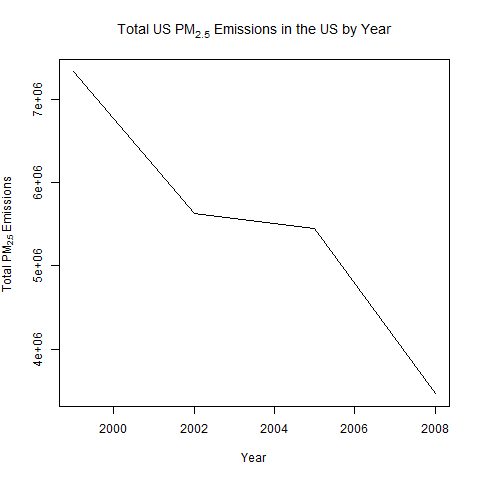 Total US PM2.5 Emissions in the US by Year
Total PM2.5 Emissions
7e+06
6e+06
5e+06
4e+06
2000 2002 2004 2006 2008
Year